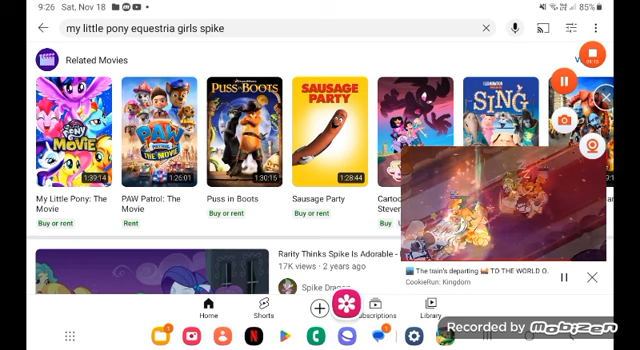 9:26 Sat, Nov 18
85%
my little pony equestria girls spike
Related Movies
MY LITTLE PONY
MOVIE
1:39:14
PAW
PATROL
THE MOVIE
1:26:01
PUSS IN BOOTS
1:30:15
SAUSAGE
PARTY
1:28:44
SING
My Little Pony: The
Movie
Buy or rent
PAW Patrol: The
Movie
Rent
Puss in Boots
Buy or rent
Sausage Party
Buy or rent
Steven
Buy
Rarity Thinks Spike Is Adorable -
17K views · 2 years ago
Spike Dragon
The train's departing 🚂 TO THE WORLD O.
CookieRun: Kingdom
Home
Shorts
ubscriptions
Library
Recorded by Mobizen